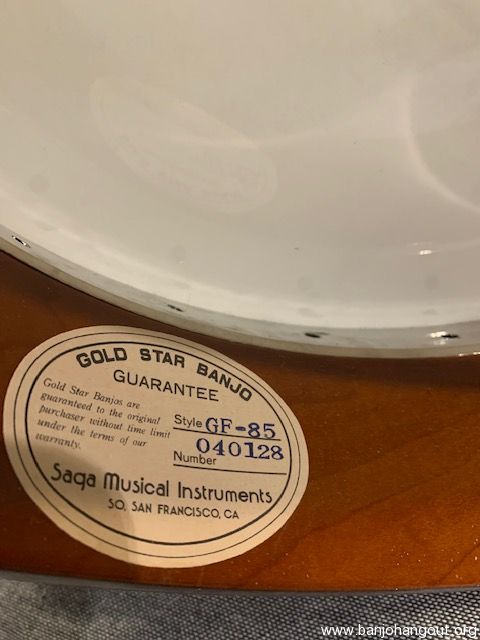 GOLD STAR BANJO
GUARANTEE
Gold Star Banjos are
guaranteed to the original
purchaser without time limit
under the terms of our
warranty.
Style GF-85
Number 040128
Saga Musical Instruments
SO. SAN FRANCISCO, CA
www.banjohangout.org